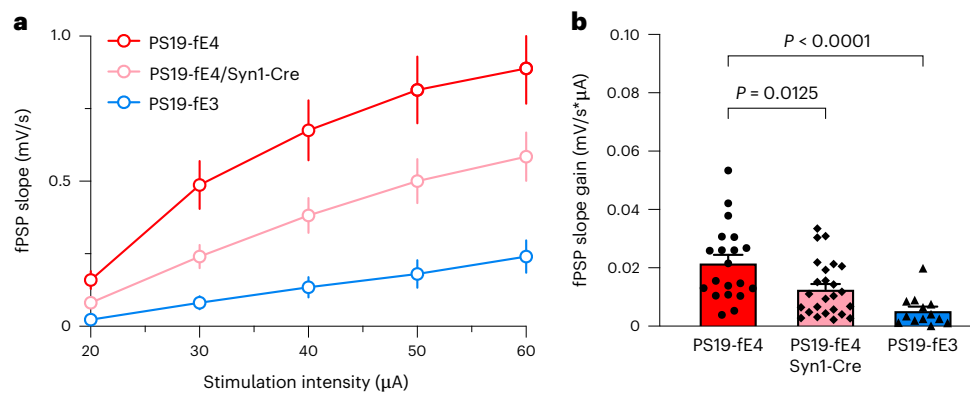 a
1.0
0.5
0
fPSP slope (mV/s)
PS19-fE4
PS19-fE4/Syn1-Cre
PS19-fE3
20
30
40
50
60
Stimulation intensity (μA)
b
0.10
0.08
0.06
0.04
0.02
0
fPSP slope gain (mV/s*μA)
P < 0.0001
P = 0.0125
PS19-fE4
PS19-fE4
Syn1-Cre
PS19-fE3